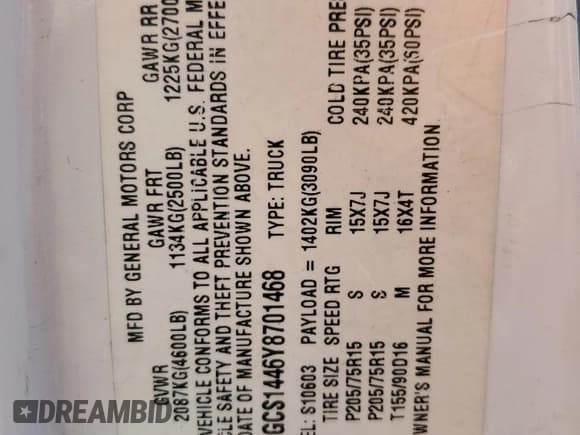 MFD BY GENERAL MOTORS CORP
GVWR GAWR FRT GAWR RR
2087KG(4600LB) 1134KG(2500LB) 1225KG(2700
VEHICLE CONFORMS TO ALL APPLICABLE U.S. FEDERAL M
CLE SAFETY AND THEFT PREVENTION STANDARDS IN EFFE
DATE OF MANUFACTURE SHOWN ABOVE.
GCS1446Y8701468 TYPE: TRUCK
EL: S10603 PAYLOAD = 1402KG(3090LB)
TIRE SIZE SPEED RTG RIM COLD TIRE PRE
P205/75R15 S 15X7J 240KPA(35PSI)
P205/75R15 S 15X7J 240KPA(35PSI)
T155/90D16 M 16X4T 420KPA(60PSI)
WNER'S MANUAL FOR MORE INFORMATION
DREAMBID